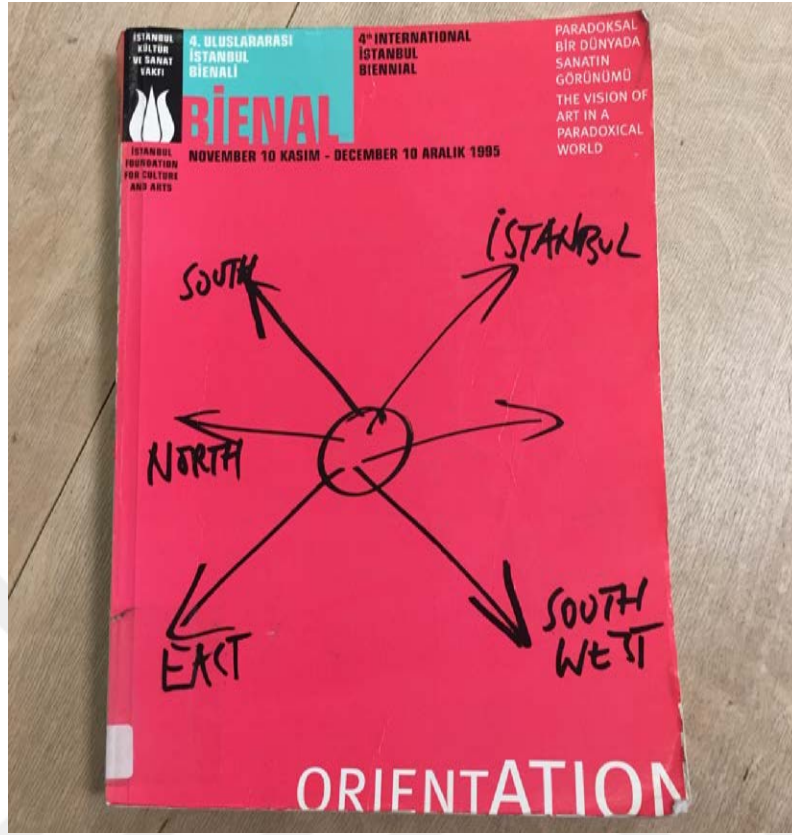 İSTANBUL
KÜLTÜR
VE SANAT
VAKFI
İSTANBUL
FOUNDATION
FOR CULTURE
AND ARTS
4. ULUSLARARASI
İSTANBUL
BİENALİ
4th INTERNATIONAL
İSTANBUL
BIENNIAL
PARADOKSAL
BİR DÜNYADA
SANATIN
GÖRÜNÜMÜ
THE VISION OF
ART IN A
PARADOXICAL
WORLD
BİENAL
NOVEMBER 10 KASIM - DECEMBER 10 ARALIK 1995
SOUTH
İSTANBUL
NORTH
EAST
SOUTH
WEST
ORIENTATION